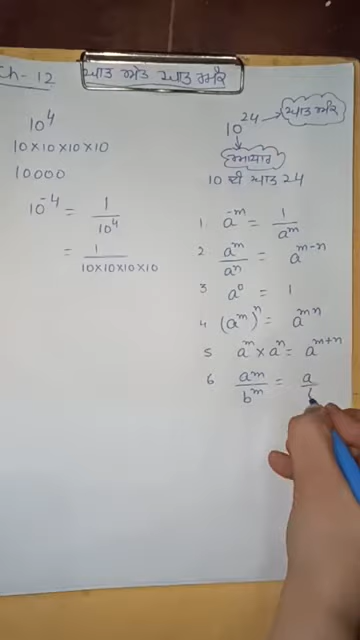 Ch - 12 ਘਾਤ ਅਤੇ ਘਾਤ ਅੰਕ
10⁴
10×10×10×10
10000
10⁻⁴ = 1/10⁴
= 1/10×10×10×10
10²⁴ → ਘਾਤ ਅੰਕ
↓
ਆਧਾਰ
10 ਦੀ ਘਾਤ 24
1 a⁻ᵐ = 1/aᵐ
2 aᵐ/aⁿ = aᵐ⁻ⁿ
3 a⁰ = 1
4 (aᵐ)ⁿ = aᵐⁿ
5 aᵐ × aⁿ = aᵐ⁺ⁿ
6 aᵐ/bᵐ = a/